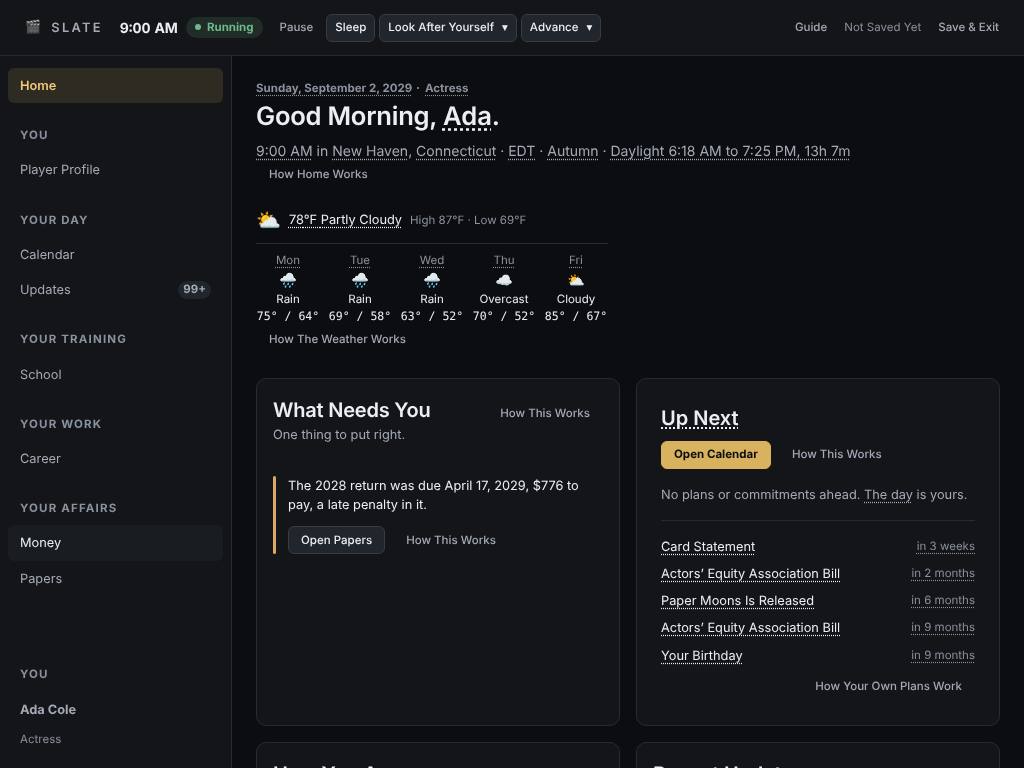 SLATE
9:00 AM
Running
Pause
Sleep
Look After Yourself
Advance
Guide
Not Saved Yet
Save & Exit
Home
YOU
Player Profile
YOUR DAY
Calendar
Updates 99+
YOUR TRAINING
School
YOUR WORK
Career
YOUR AFFAIRS
Money
Papers
YOU
Ada Cole
Actress
Sunday, September 2, 2029 · Actress
Good Morning, Ada.
9:00 AM in New Haven, Connecticut · EDT · Autumn · Daylight 6:18 AM to 7:25 PM, 13h 7m
How Home Works
78°F Partly Cloudy High 87°F · Low 69°F
Mon Tue Wed Thu Fri
Rain Rain Rain Overcast Cloudy
75° / 64° 69° / 58° 63° / 52° 70° / 52° 85° / 67°
How The Weather Works
What Needs You
How This Works
One thing to put right.
The 2028 return was due April 17, 2029, $776 to
pay, a late penalty in it.
Open Papers
How This Works
Up Next
Open Calendar
How This Works
No plans or commitments ahead. The day is yours.
Card Statement in 3 weeks
Actors’ Equity Association Bill in 2 months
Paper Moons Is Released in 6 months
Actors’ Equity Association Bill in 9 months
Your Birthday in 9 months
How Your Own Plans Work